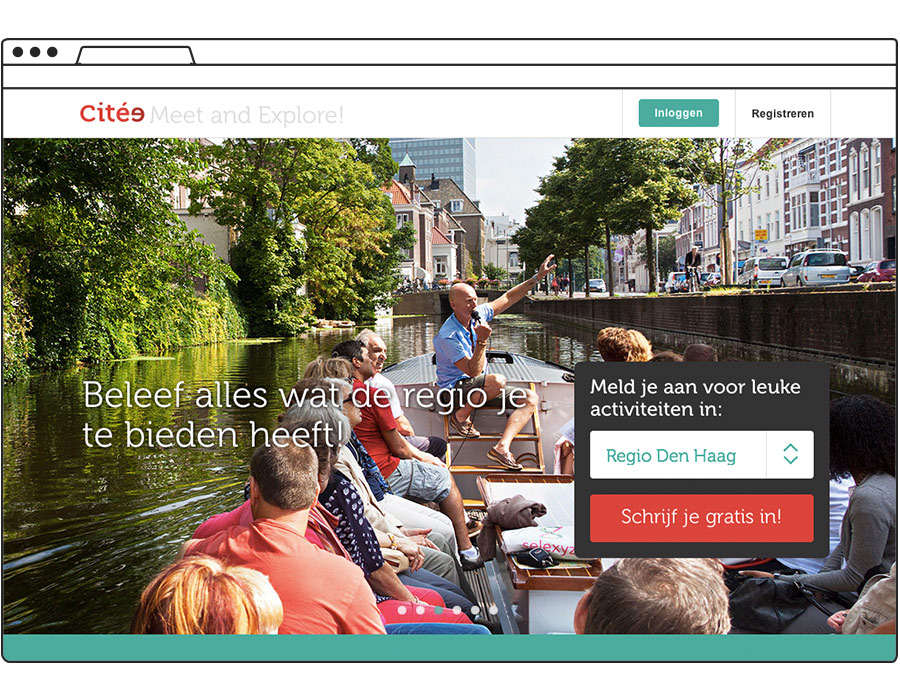 Citée Meet and Explore!
Inloggen
Registreren
Beleef alles wat de regio je
te bieden heeft!
Meld je aan voor leuke
activiteiten in:
Regio Den Haag
Schrijf je gratis in!
selexyz